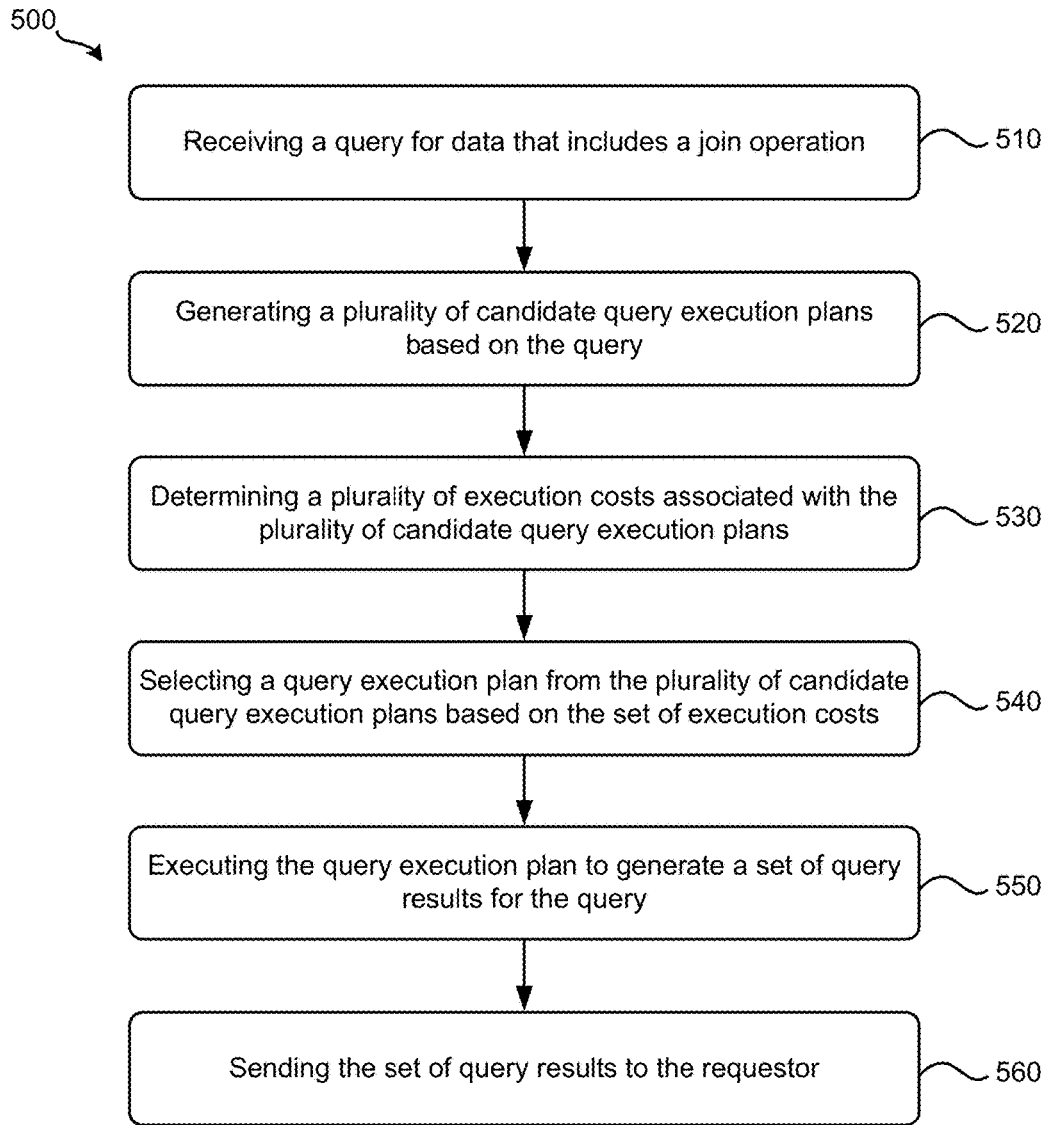 500
Receiving a query for data that includes a join operation
510
Generating a plurality of candidate query execution plans
based on the query
520
Determining a plurality of execution costs associated with the
plurality of candidate query execution plans
530
Selecting a query execution plan from the plurality of candidate
query execution plans based on the set of execution costs
540
Executing the query execution plan to generate a set of query
results for the query
550
Sending the set of query results to the requestor
560